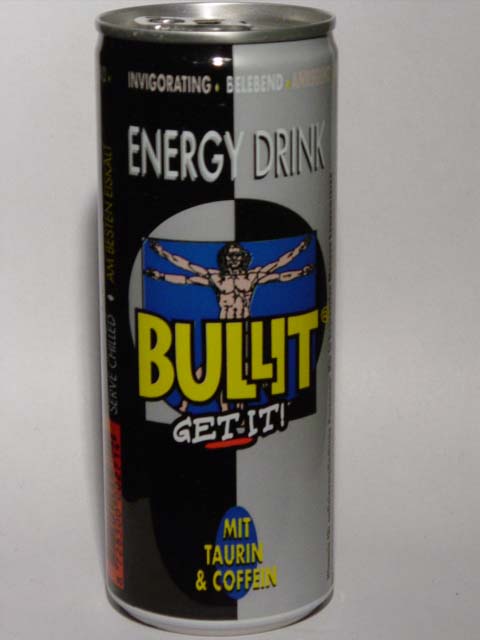 INVIGORATING • BELEBEND •
ENERGY DRINK
BULLIT®
GET IT!
MIT
TAURIN
& COFFEIN
SERVE CHILLED • AM BESTEN EISKALT